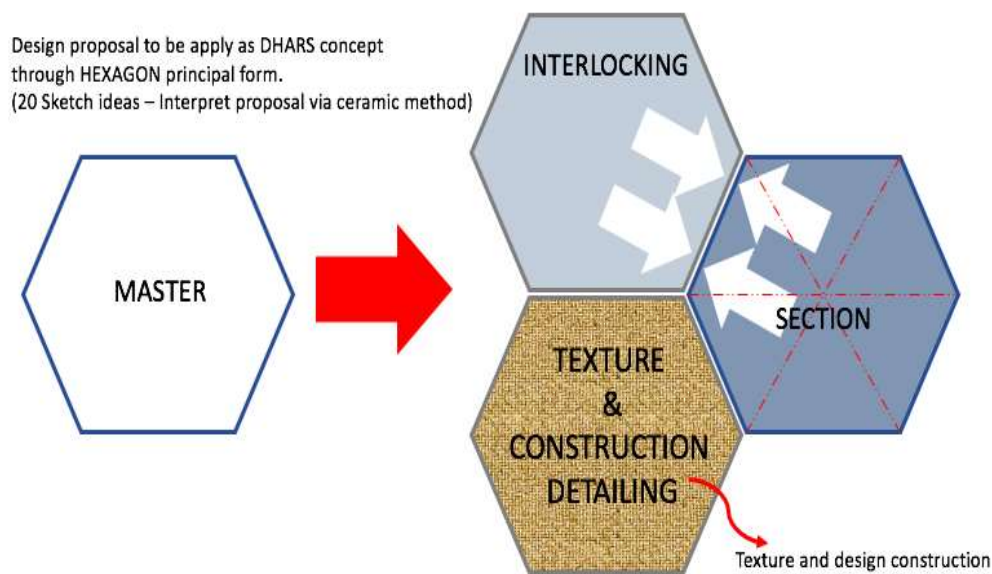 Design proposal to be apply as DHARS concept
through HEXAGON principal form.
(20 Sketch ideas – Interpret proposal via ceramic method)
MASTER
INTERLOCKING
SECTION
TEXTURE
&
CONSTRUCTION
DETAILING
Texture and design construction